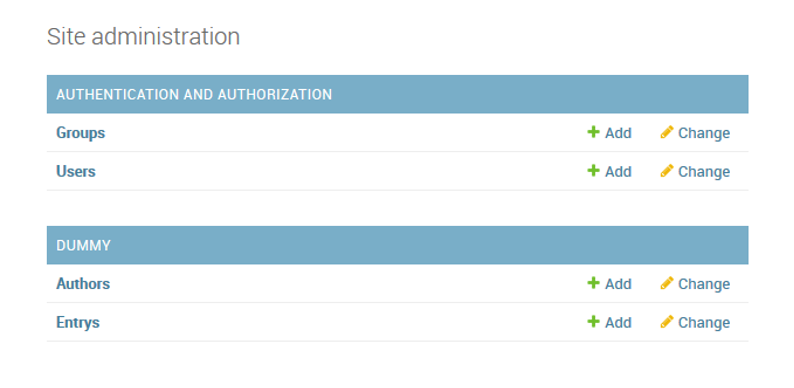 Site administration
AUTHENTICATION AND AUTHORIZATION
Groups Add Change
Users Add Change
DUMMY
Authors Add Change
Entrys Add Change